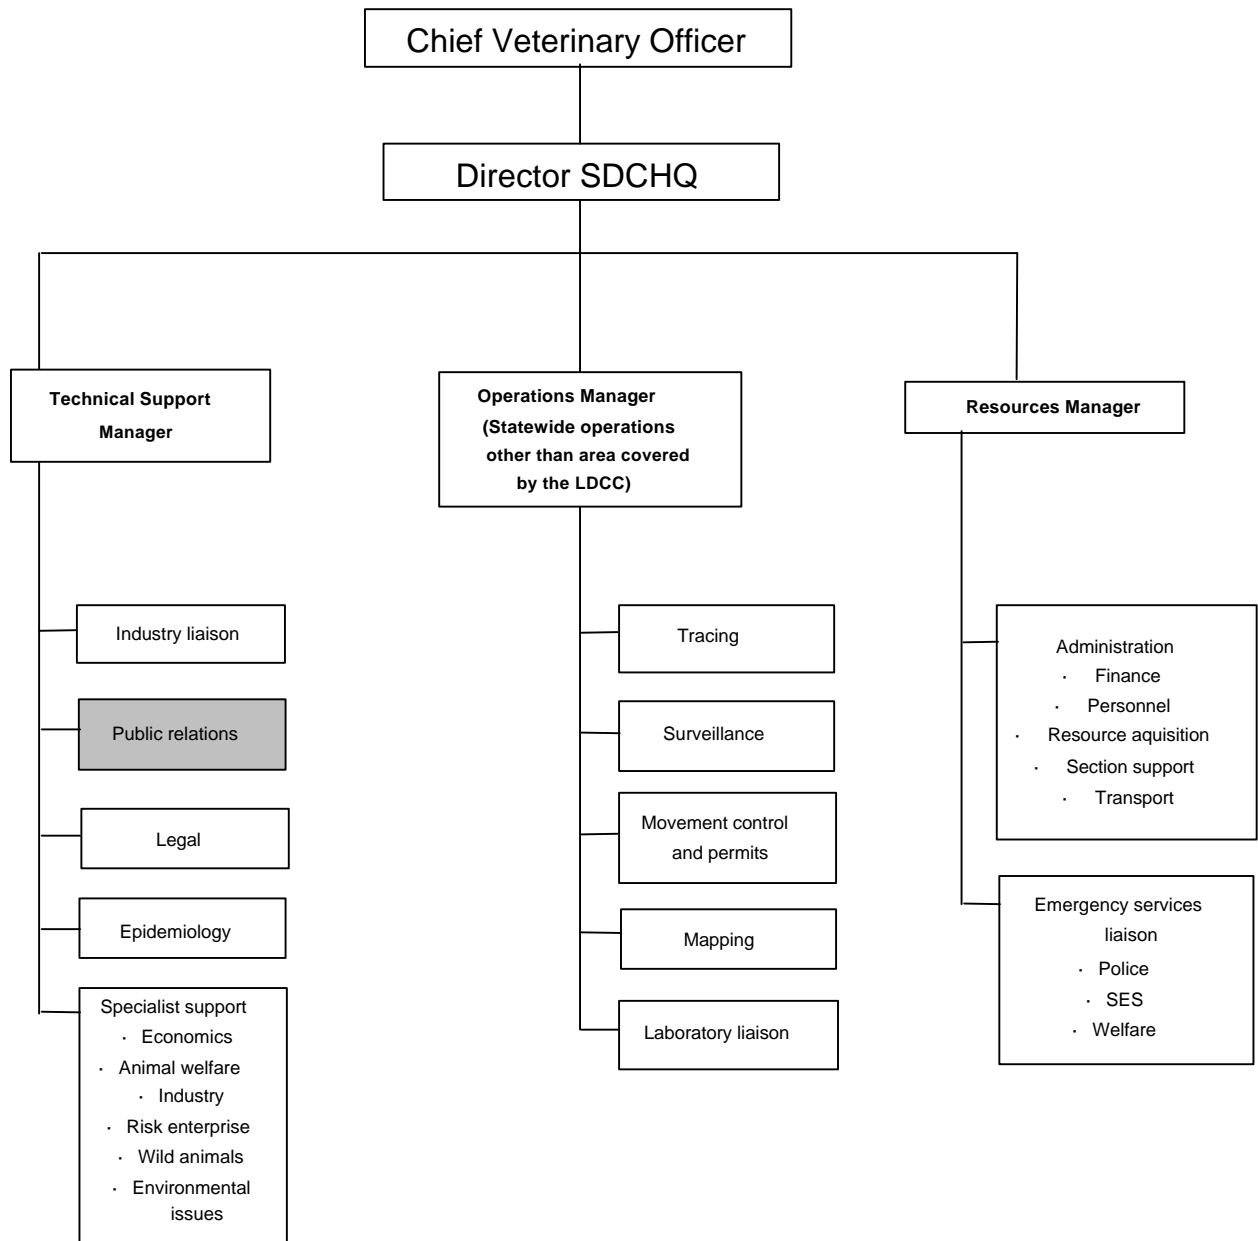 Chief Veterinary Officer
Director SDCHQ
Technical Support
Manager
Operations Manager
(Statewide operations
other than area covered
by the LDCC)
Resources Manager
Industry liaison
Public relations
Legal
Epidemiology
Specialist support
· Economics
· Animal welfare
· Industry
· Risk enterprise
· Wild animals
· Environmental
issues
Tracing
Surveillance
Movement control
and permits
Mapping
Laboratory liaison
Administration
· Finance
· Personnel
· Resource aquisition
· Section support
· Transport
Emergency services
liaison
· Police
· SES
· Welfare